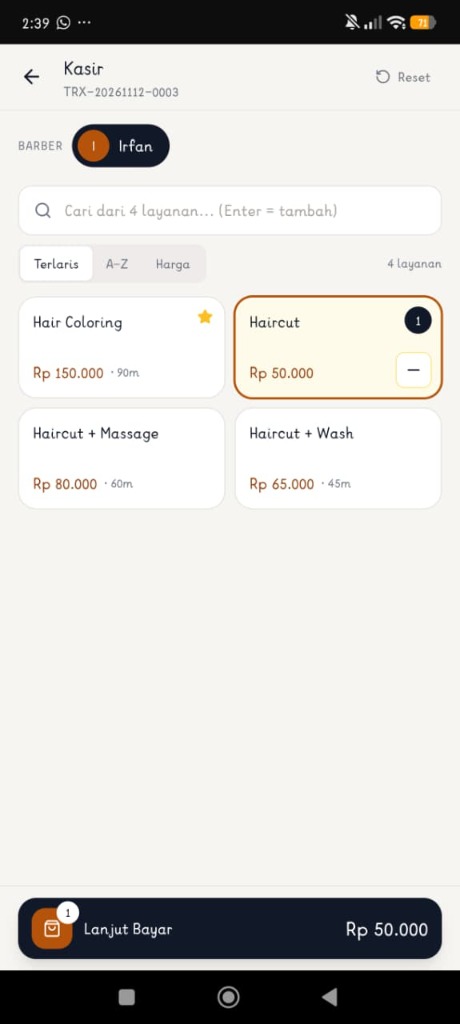 2:39
71
Kasir
TRX-20261112-0003
Reset
BARBER
I
Irfan
Cari dari 4 layanan... (Enter = tambah)
Terlaris
A-Z
Harga
4 layanan
Hair Coloring
Rp 150.000 · 90m
Haircut
1
Rp 50.000
Haircut + Massage
Rp 80.000 · 60m
Haircut + Wash
Rp 65.000 · 45m
1
Lanjut Bayar
Rp 50.000